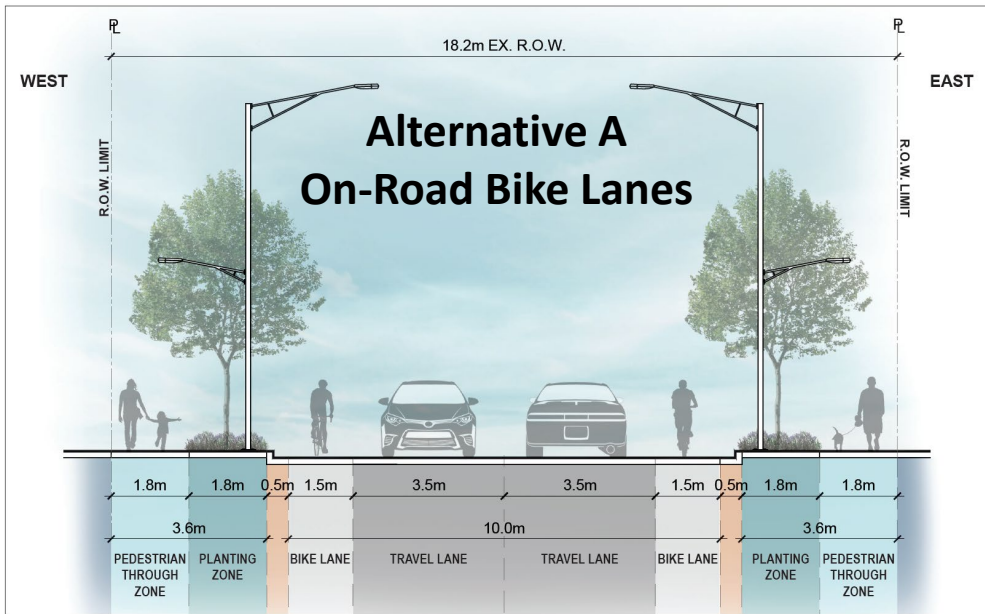 PL
PL
18.2m EX. R.O.W.
WEST
EAST
Alternative A
On-Road Bike Lanes
R.O.W. LIMIT
R.O.W. LIMIT
1.8m 1.8m 0.5m 1.5m 3.5m 3.5m 1.5m 0.5m 1.8m 1.8m
3.6m 10.0m 3.6m
PEDESTRIAN
THROUGH
ZONE
PLANTING
ZONE
BIKE LANE
TRAVEL LANE
TRAVEL LANE
BIKE LANE
PLANTING
ZONE
PEDESTRIAN
THROUGH
ZONE